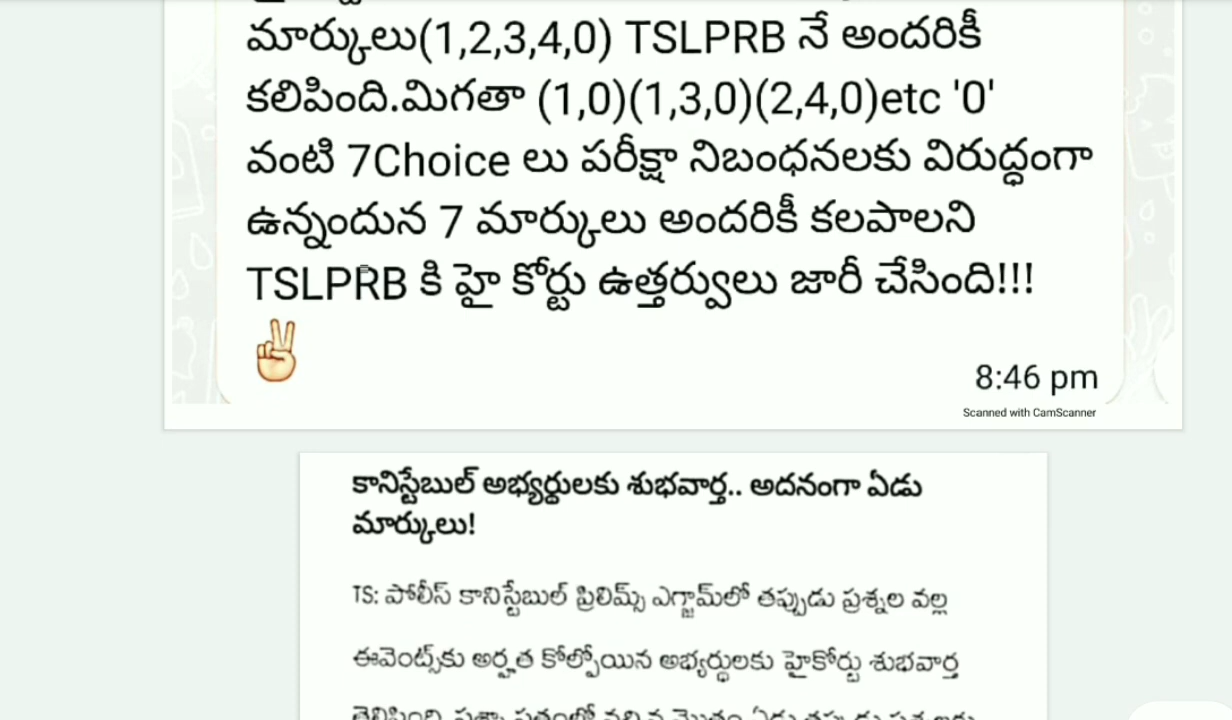 మార్కులు(1,2,3,4,0) TSLPRB నే అందరికీ
కలిపింది.మిగతా (1,0)(1,3,0)(2,4,0)etc '0'
వంటి 7Choice లు పరీక్షా నిబంధనలకు విరుద్ధంగా
ఉన్నందున 7 మార్కులు అందరికీ కలపాలని
TSLPRB కి హై కోర్టు ఉత్తర్వులు జారీ చేసింది!!!
✌
8:46 pm
Scanned with CamScanner
కానిస్టేబుల్ అభ్యర్థులకు శుభవార్త.. అదనంగా ఏడు
మార్కులు!
TS: పోలీస్ కానిస్టేబుల్ ప్రిలిమ్స్ ఎగ్జామ్‌లో తప్పుడు ప్రశ్నల వల్ల
ఈవెంట్స్‌కు అర్హత కోల్పోయిన అభ్యర్థులకు హైకోర్టు శుభవార్త